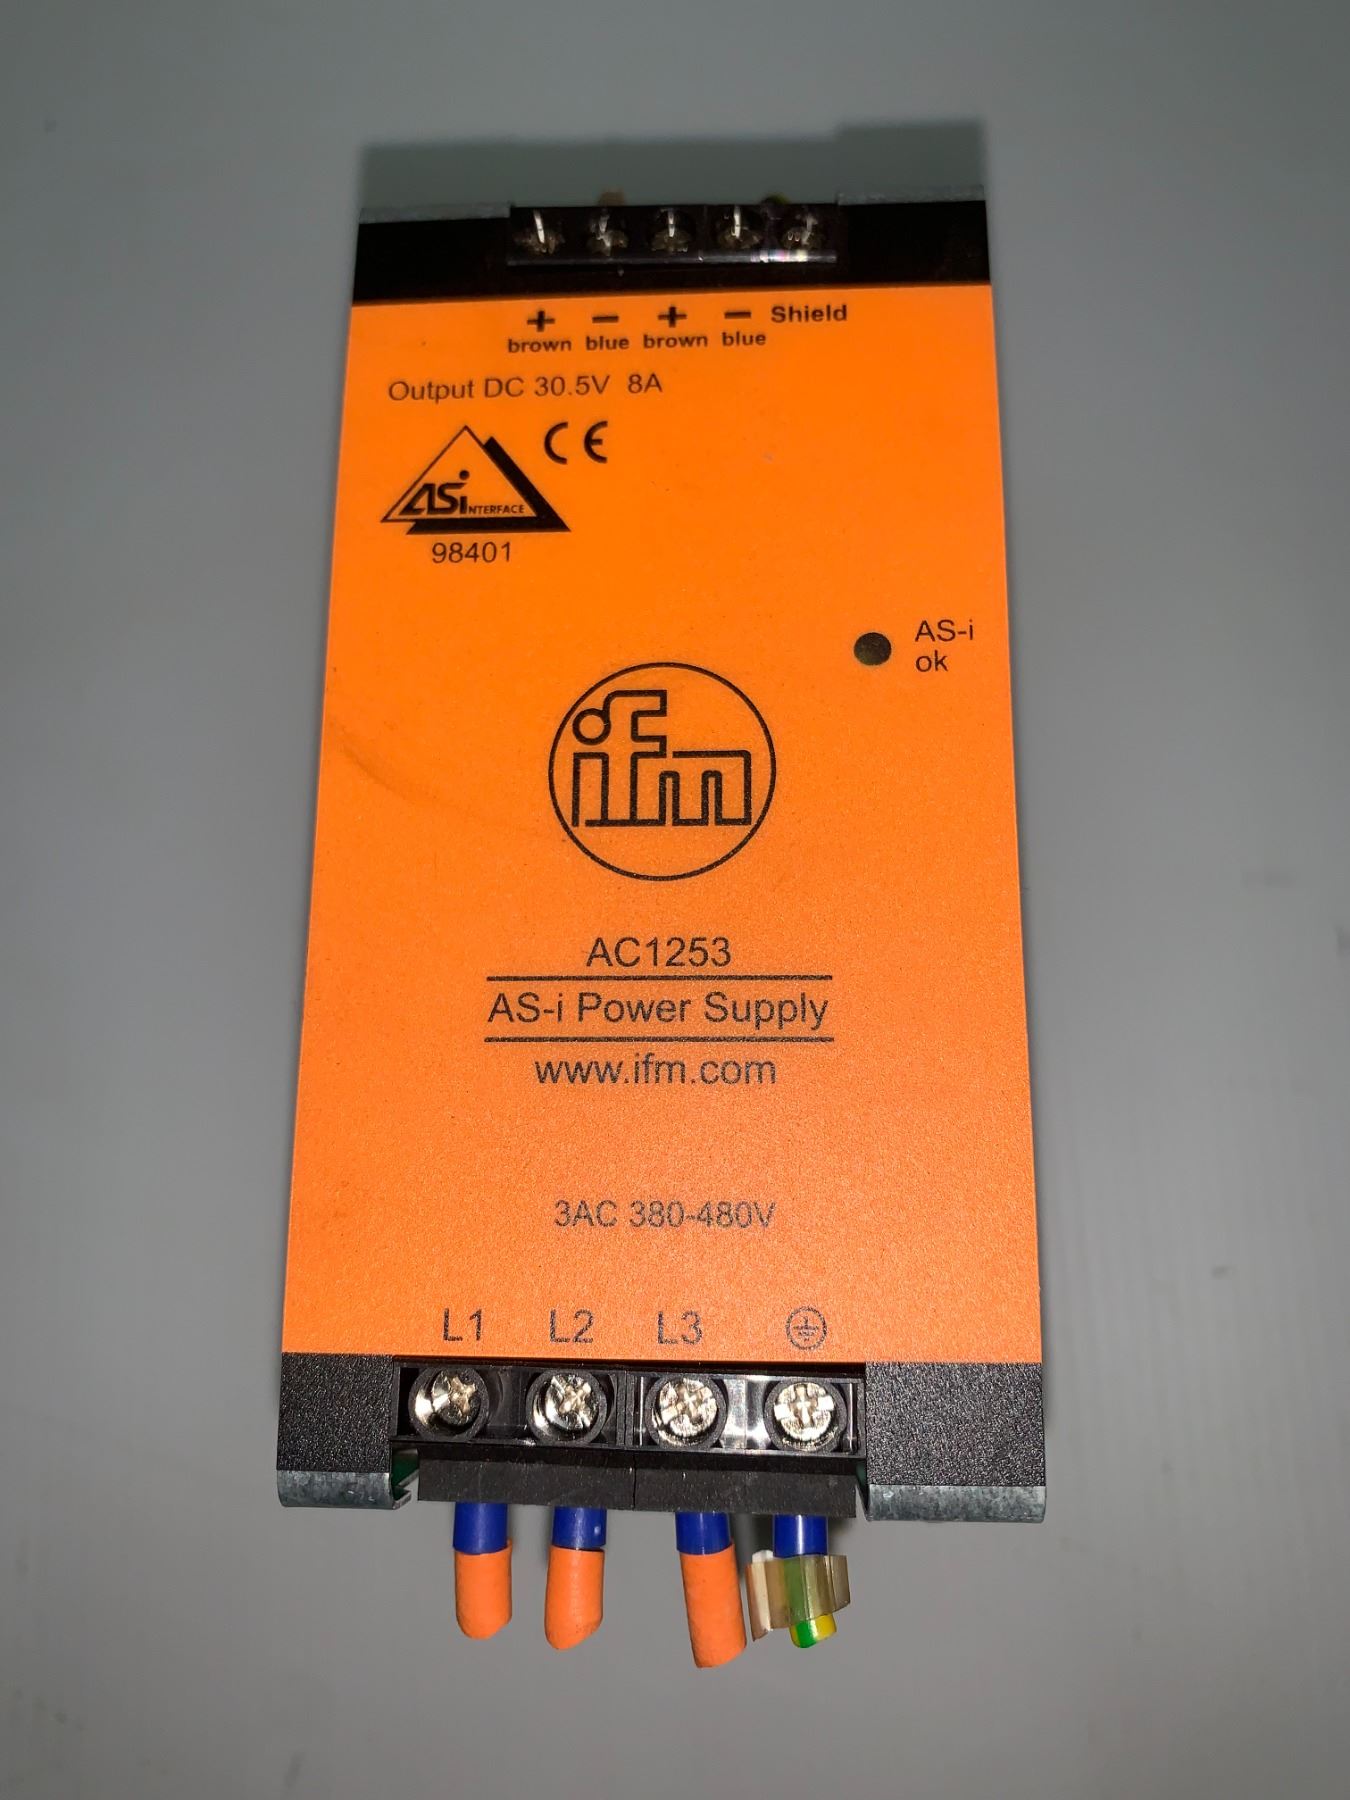 + − + − Shield
brown blue brown blue
Output DC 30.5V 8A
CE
ASi NTERFACE
98401
AS-i
ok
ifm
AC1253
AS-i Power Supply
www.ifm.com
3AC 380-480V
L1 L2 L3